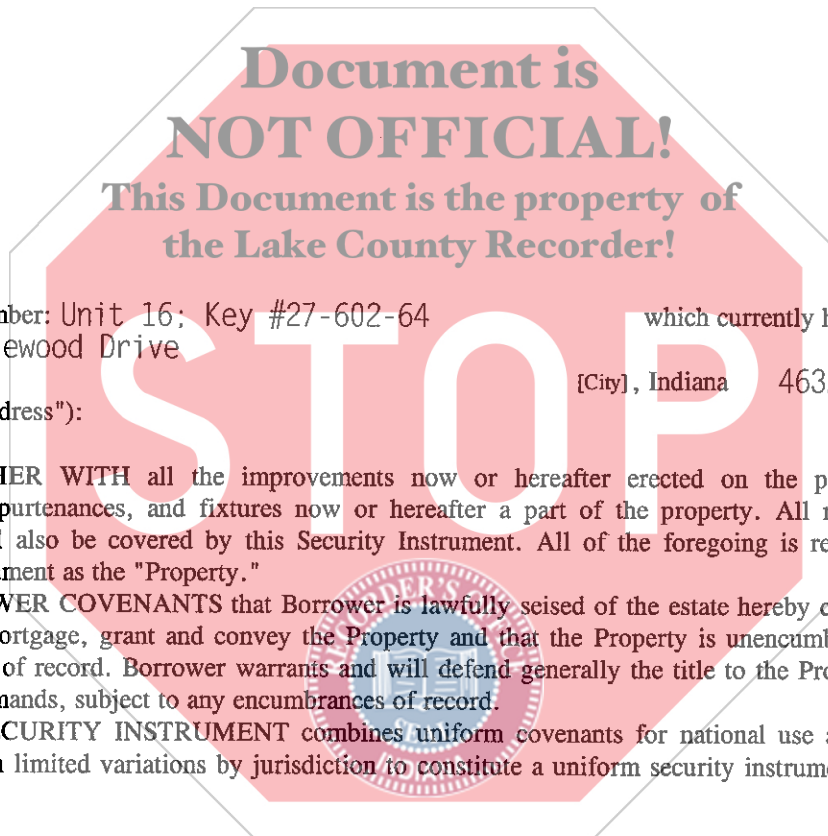 Document is
NOT OFFICIAL!
This Document is the property of
the Lake County Recorder!
nber: Unit 16; Key #27-602-64 which currently h
ewood Drive
[City], Indiana 463
dress"):
STOP
IER WITH all the improvements now or hereafter erected on the p
purtenances, and fixtures now or hereafter a part of the property. All r
l also be covered by this Security Instrument. All of the foregoing is re
ment as the "Property."
WER COVENANTS that Borrower is lawfully seised of the estate hereby c
ortgage, grant and convey the Property and that the Property is unencumb
of record. Borrower warrants and will defend generally the title to the Pro
nands, subject to any encumbrances of record.
CURITY INSTRUMENT combines uniform covenants for national use a
limited variations by jurisdiction to constitute a uniform security instrume
RECORDER'S
SEAL
INDIANA